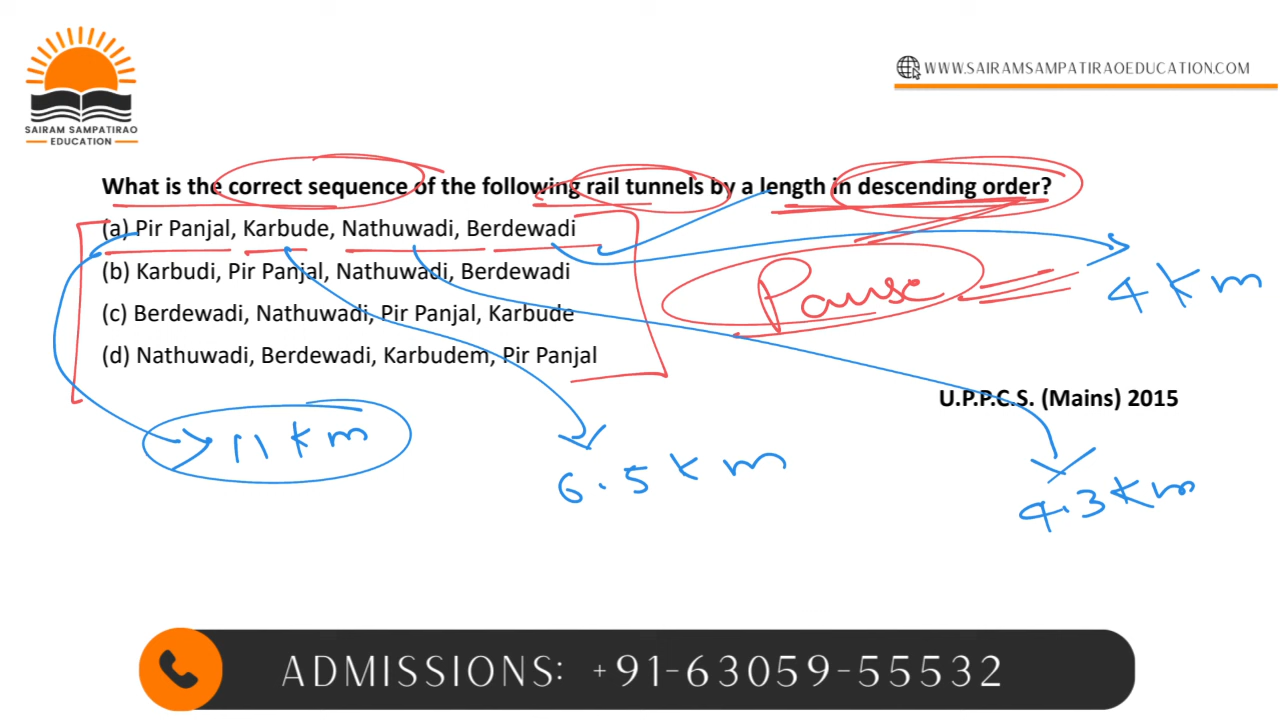 SAIRAM SAMPATIRAO
EDUCATION
WWW.SAIRAMSAMPATIRAOEDUCATION.COM
What is the correct sequence of the following rail tunnels by a length in descending order?
(a) Pir Panjal, Karbude, Nathuwadi, Berdewadi
(b) Karbudi, Pir Panjal, Nathuwadi, Berdewadi
(c) Berdewadi, Nathuwadi, Pir Panjal, Karbude
(d) Nathuwadi, Berdewadi, Karbudem, Pir Panjal
Pause
4 km
U.P.P.C.S. (Mains) 2015
11 km
6.5 km
4.3 km
ADMISSIONS: +91-63059-55532